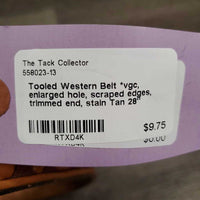 The Tack Collector
558023-13
Tooled Western Belt *vgc,
enlarged hole, scraped edges,
trimmed end, stain Tan 28"
$9.75
RTXD4K